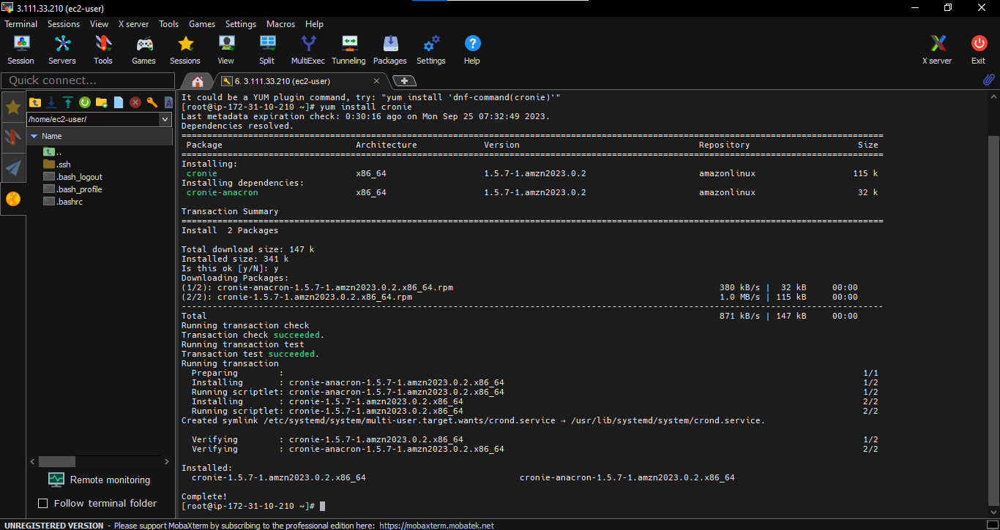 3.111.33.210 (ec2-user)
Terminal Sessions View X server Tools Games Settings Macros Help
Session Servers Tools Games Sessions View Split MultiExec Tunneling Packages Settings Help X server Exit
Quick connect...
6. 3.111.33.210 (ec2-user)
/home/ec2-user/
Name
..
.ssh
.bash_logout
.bash_profile
.bashrc
Remote monitoring
Follow terminal folder
It could be a YUM plugin command, try: "yum install 'dnf-command(cronie)'"
[root@ip-172-31-10-210 ~]# yum install cronie
Last metadata expiration check: 0:30:16 ago on Mon Sep 25 07:32:49 2023.
Dependencies resolved.
================================================================================
Package Architecture Version Repository Size
================================================================================
Installing:
cronie x86_64 1.5.7-1.amzn2023.0.2 amazonlinux 115 k
Installing dependencies:
cronie-anacron x86_64 1.5.7-1.amzn2023.0.2 amazonlinux 32 k
Transaction Summary
================================================================================
Install 2 Packages
Total download size: 147 k
Installed size: 341 k
Is this ok [y/N]: y
Downloading Packages:
(1/2): cronie-anacron-1.5.7-1.amzn2023.0.2.x86_64.rpm 380 kB/s | 32 kB 00:00
(2/2): cronie-1.5.7-1.amzn2023.0.2.x86_64.rpm 1.0 MB/s | 115 kB 00:00
--------------------------------------------------------------------------------
Total 871 kB/s | 147 kB 00:00
Running transaction check
Transaction check succeeded.
Running transaction test
Transaction test succeeded.
Running transaction
Preparing : 1/1
Installing : cronie-anacron-1.5.7-1.amzn2023.0.2.x86_64 1/2
Running scriptlet: cronie-anacron-1.5.7-1.amzn2023.0.2.x86_64 1/2
Installing : cronie-1.5.7-1.amzn2023.0.2.x86_64 2/2
Running scriptlet: cronie-1.5.7-1.amzn2023.0.2.x86_64 2/2
Created symlink /etc/systemd/system/multi-user.target.wants/crond.service → /usr/lib/systemd/system/crond.service.
Verifying : cronie-1.5.7-1.amzn2023.0.2.x86_64 1/2
Verifying : cronie-anacron-1.5.7-1.amzn2023.0.2.x86_64 2/2
Installed:
cronie-1.5.7-1.amzn2023.0.2.x86_64 cronie-anacron-1.5.7-1.amzn2023.0.2.x86_64
Complete!
[root@ip-172-31-10-210 ~]#
UNREGISTERED VERSION - Please support MobaXterm by subscribing to the professional edition here: https://mobaxterm.mobatek.net